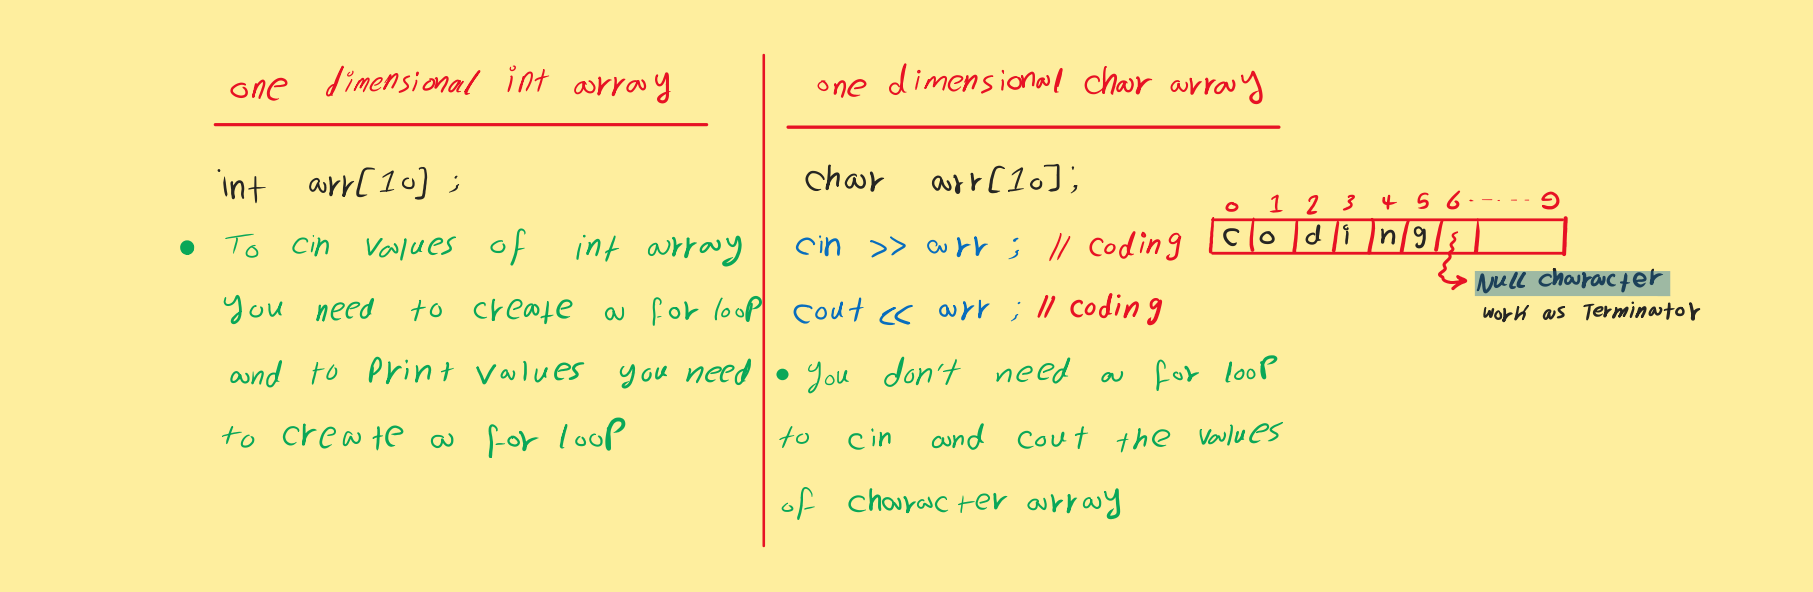 one dimensional int array
int arr[10] ;
• To cin values of int array
you need to create a for loop
and to print values you need
to create a for loop
one dimensional char array
char arr[10];
cin >> arr ; // coding
cout << arr ; // coding
• you don't need a for loop
to cin and cout the values
of character array
0 1 2 3 4 5 6 ------- 9
c o d i n g
Null character
work as Terminator